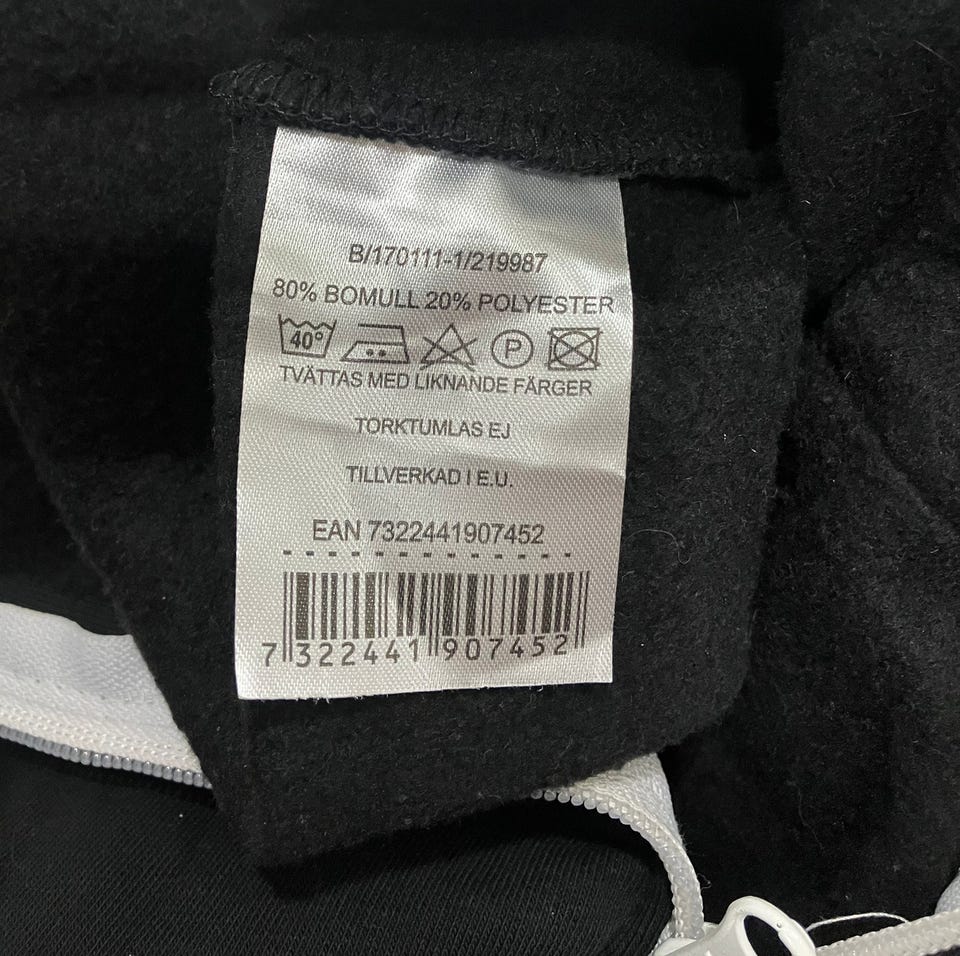 B/170111-1/219987
80% BOMULL 20% POLYESTER
40° P
TVÄTTAS MED LIKNANDE FÄRGER
TORKTUMLAS EJ
TILLVERKAD I E.U.
EAN 7322441907452
7 322441 907452